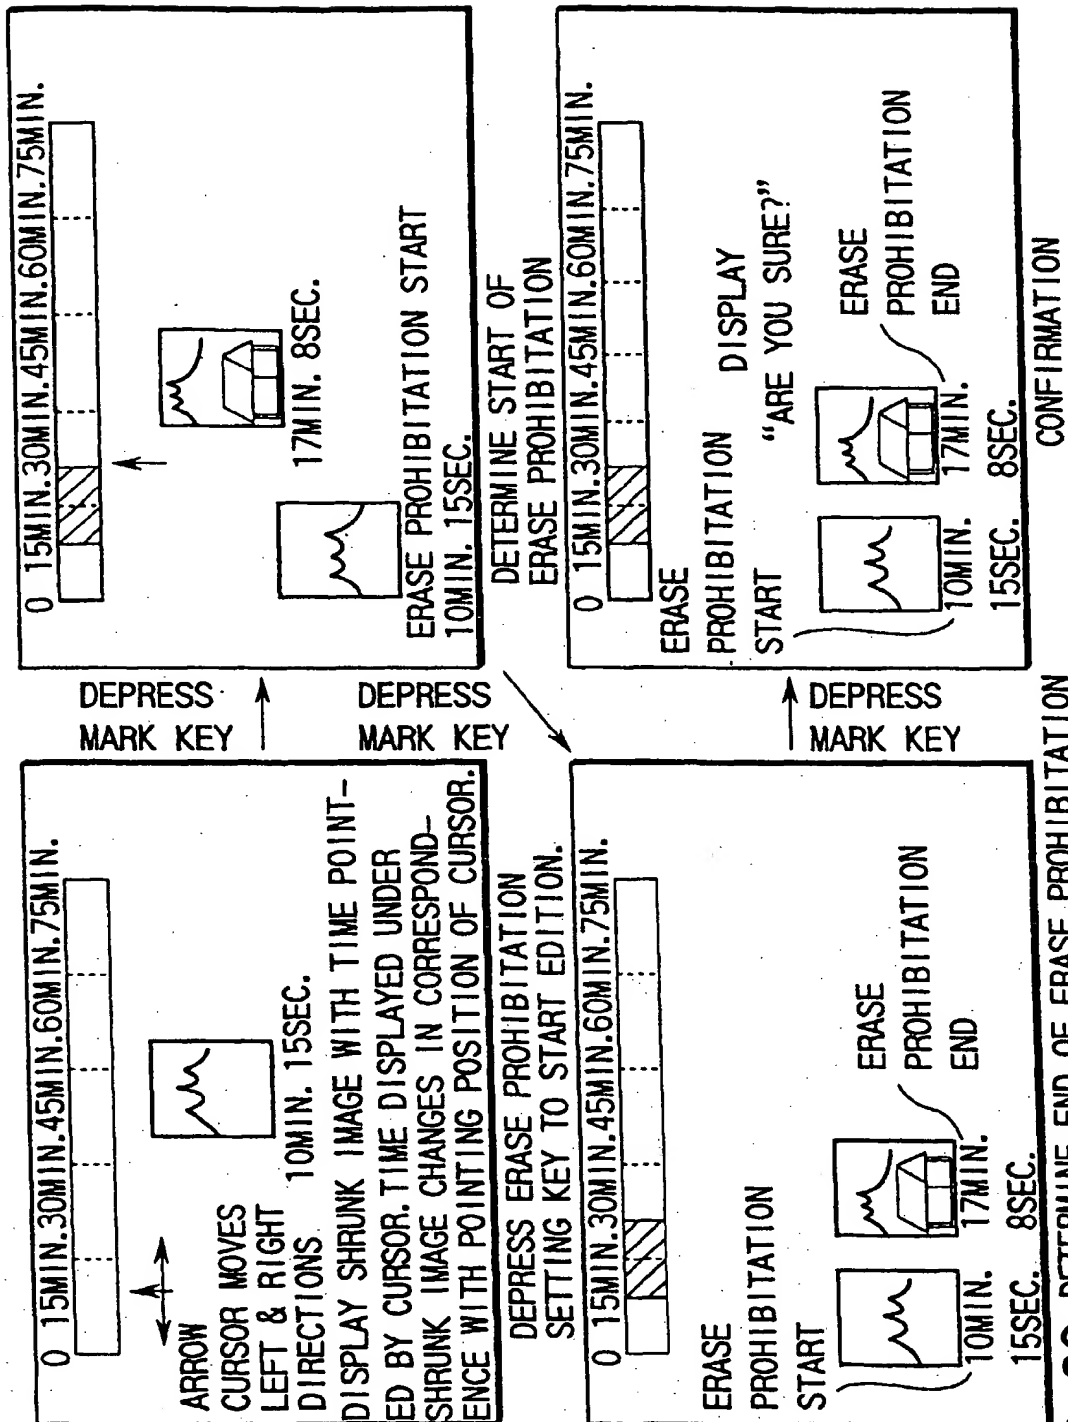 0 15MIN.30MIN.45MIN.60MIN.75MIN.
ARROW
CURSOR MOVES
LEFT & RIGHT
DIRECTIONS
10MIN. 15SEC.
DISPLAY SHRUNK IMAGE WITH TIME POINT-
ED BY CURSOR. TIME DISPLAYED UNDER
SHRUNK IMAGE CHANGES IN CORRESPOND-
ENCE WITH POINTING POSITION OF CURSOR.
DEPRESS ERASE PROHIBITATION
SETTING KEY TO START EDITION.
DEPRESS
MARK KEY
0 15MIN.30MIN.45MIN.60MIN.75MIN.
17MIN. 8SEC.
ERASE PROHIBITATION START
10MIN. 15SEC.
DETERMINE START OF
ERASE PROHIBITATION
DEPRESS
MARK KEY
0 15MIN.30MIN.45MIN.60MIN.75MIN.
ERASE
PROHIBITATION
START
ERASE
PROHIBITATION
END
10MIN.
15SEC.
17MIN.
8SEC.
DETERMINE END OF ERASE PROHIBITATION
DEPRESS
MARK KEY
0 15MIN.30MIN.45MIN.60MIN.75MIN.
ERASE
PROHIBITATION
START
DISPLAY
"ARE YOU SURE?"
ERASE
PROHIBITATION
END
10MIN.
15SEC.
17MIN.
8SEC.
CONFIRMATION